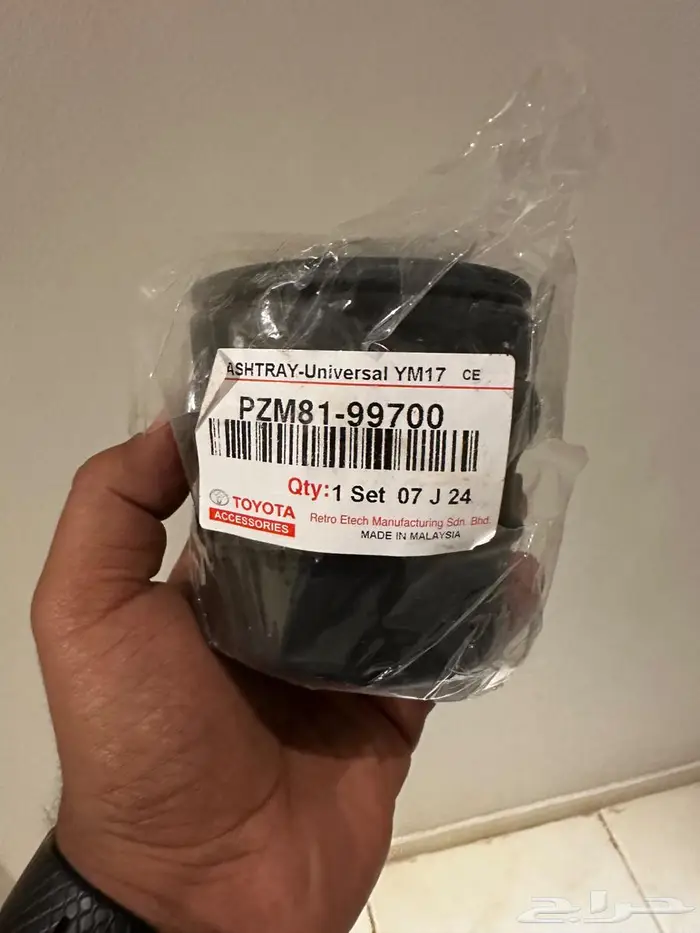 ASHTRAY-Universal YM17 CE
PZM81-99700
Qty:1 Set 07 J 24
TOYOTA
ACCESSORIES
Retro Etech Manufacturing Sdn. Bhd.
MADE IN MALAYSIA
حراج